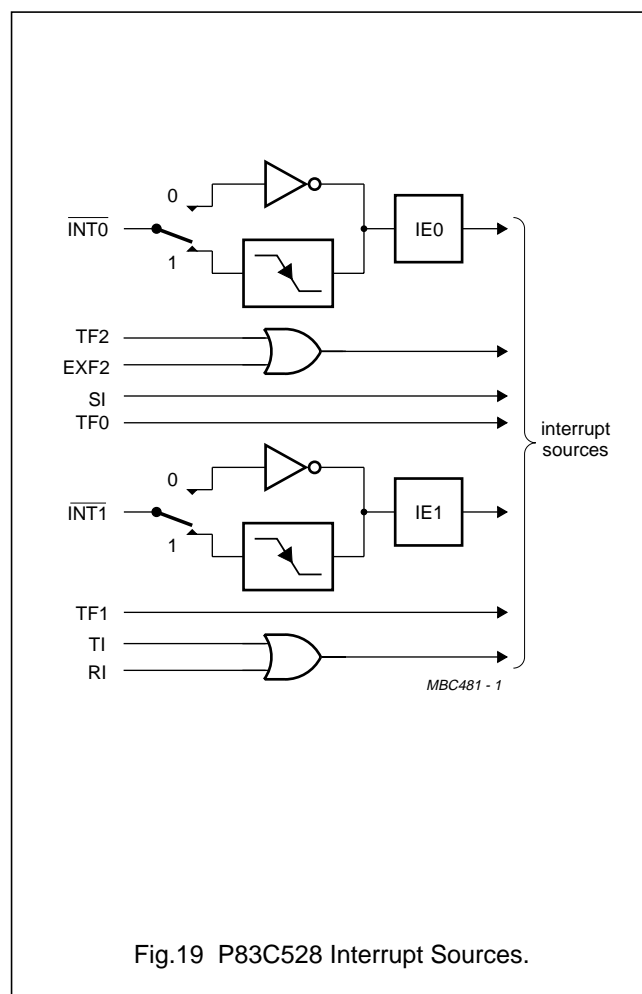 0
INT0
1
IE0
TF2
EXF2
SI
TF0
interrupt
sources
0
INT1
1
IE1
TF1
TI
RI
MBC481 - 1
Fig.19 P83C528 Interrupt Sources.